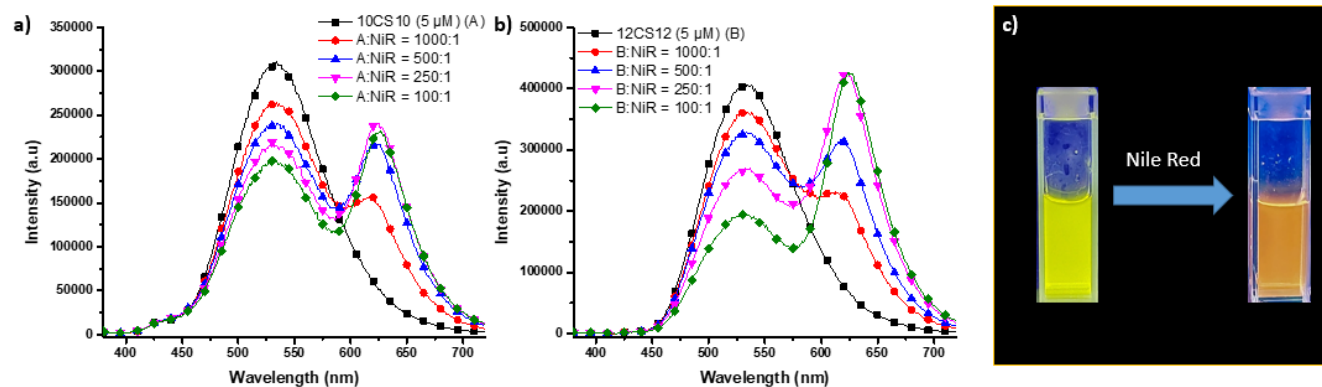 a)
10CS10 (5 µM) (A)
A:NiR = 1000:1
A:NiR = 500:1
A:NiR = 250:1
A:NiR = 100:1
350000
300000
250000
200000
150000
100000
50000
0
Intensity (a.u)
400 450 500 550 600 650 700
Wavelength (nm)
b)
12CS12 (5 µM) (B)
B:NiR = 1000:1
B:NiR = 500:1
B:NiR = 250:1
B:NiR = 100:1
500000
400000
300000
200000
100000
0
Intensity (a.u)
400 450 500 550 600 650 700
Wavelength (nm)
c)
Nile Red